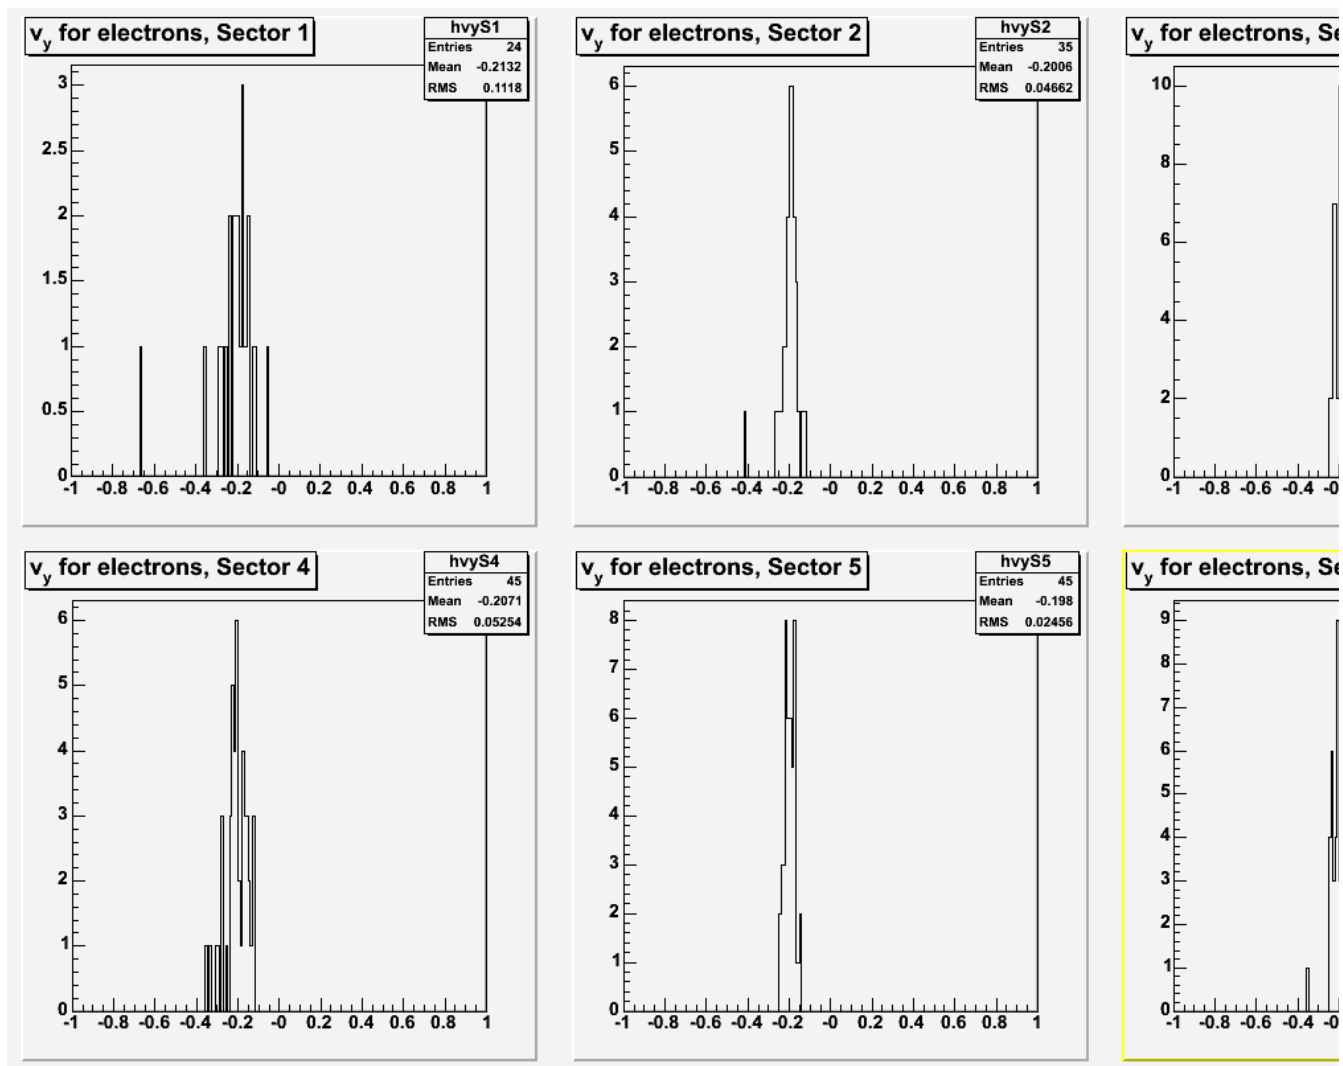 v_y for electrons, Sector 1
hvyS1
Entries 24
Mean -0.2132
RMS 0.1118
3
2.5
2
1.5
1
0.5
0
-1 -0.8 -0.6 -0.4 -0.2 -0 0.2 0.4 0.6 0.8 1
v_y for electrons, Sector 2
hvyS2
Entries 35
Mean -0.2006
RMS 0.04662
6
5
4
3
2
1
0
-1 -0.8 -0.6 -0.4 -0.2 -0 0.2 0.4 0.6 0.8 1
v_y for electrons, Se
10
8
6
4
2
0
-1 -0.8 -0.6 -0.4 -0
v_y for electrons, Sector 4
hvyS4
Entries 45
Mean -0.2071
RMS 0.05254
6
5
4
3
2
1
0
-1 -0.8 -0.6 -0.4 -0.2 -0 0.2 0.4 0.6 0.8 1
v_y for electrons, Sector 5
hvyS5
Entries 45
Mean -0.198
RMS 0.02456
8
7
6
5
4
3
2
1
0
-1 -0.8 -0.6 -0.4 -0.2 -0 0.2 0.4 0.6 0.8 1
v_y for electrons, Se
9
8
7
6
5
4
3
2
1
0
-1 -0.8 -0.6 -0.4 -0